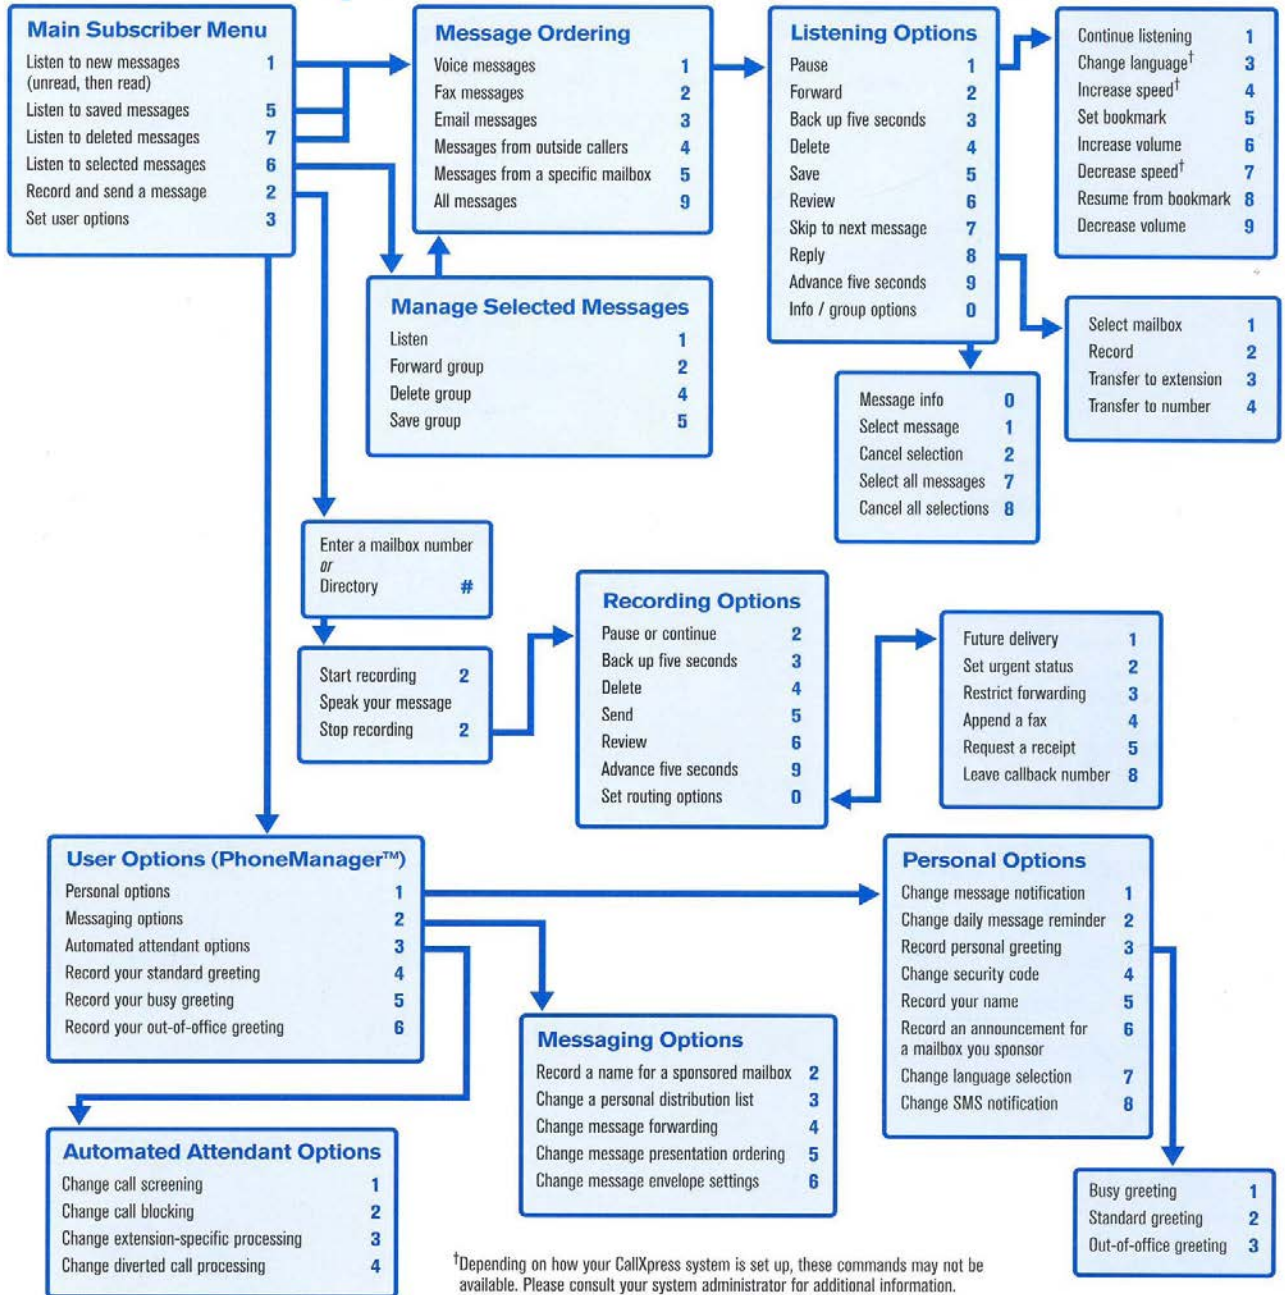 Main Subscriber Menu
Listen to new messages 1
(unread, then read)
Listen to saved messages 5
Listen to deleted messages 7
Listen to selected messages 6
Record and send a message 2
Set user options 3
Message Ordering
Voice messages 1
Fax messages 2
Email messages 3
Messages from outside callers 4
Messages from a specific mailbox 5
All messages 9
Listening Options
Pause 1
Forward 2
Back up five seconds 3
Delete 4
Save 5
Review 6
Skip to next message 7
Reply 8
Advance five seconds 9
Info / group options 0
Continue listening 1
Change language† 3
Increase speed† 4
Set bookmark 5
Increase volume 6
Decrease speed† 7
Resume from bookmark 8
Decrease volume 9
Manage Selected Messages
Listen 1
Forward group 2
Delete group 4
Save group 5
Select mailbox 1
Record 2
Transfer to extension 3
Transfer to number 4
Message info 0
Select message 1
Cancel selection 2
Select all messages 7
Cancel all selections 8
Enter a mailbox number
or
Directory #
Start recording 2
Speak your message
Stop recording 2
Recording Options
Pause or continue 2
Back up five seconds 3
Delete 4
Send 5
Review 6
Advance five seconds 9
Set routing options 0
Future delivery 1
Set urgent status 2
Restrict forwarding 3
Append a fax 4
Request a receipt 5
Leave callback number 8
User Options (PhoneManager™)
Personal options 1
Messaging options 2
Automated attendant options 3
Record your standard greeting 4
Record your busy greeting 5
Record your out-of-office greeting 6
Personal Options
Change message notification 1
Change daily message reminder 2
Record personal greeting 3
Change security code 4
Record your name 5
Record an announcement for 6
a mailbox you sponsor
Change language selection 7
Change SMS notification 8
Messaging Options
Record a name for a sponsored mailbox 2
Change a personal distribution list 3
Change message forwarding 4
Change message presentation ordering 5
Change message envelope settings 6
Automated Attendant Options
Change call screening 1
Change call blocking 2
Change extension-specific processing 3
Change diverted call processing 4
Busy greeting 1
Standard greeting 2
Out-of-office greeting 3
†Depending on how your CallXpress system is set up, these commands may not be
available. Please consult your system administrator for additional information.